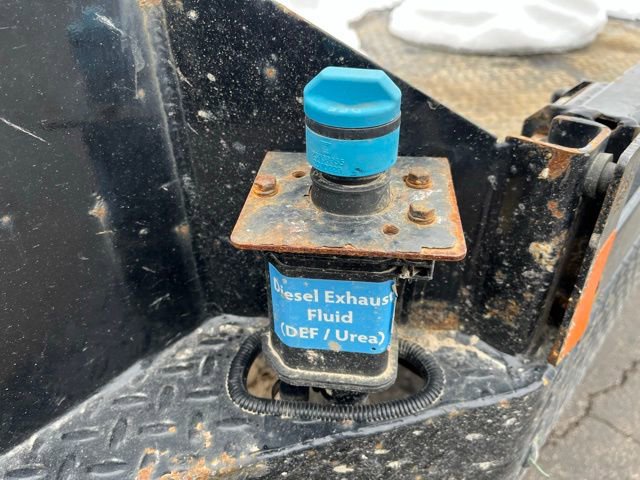 Diesel Exhaust
Fluid
(DEF / Urea)